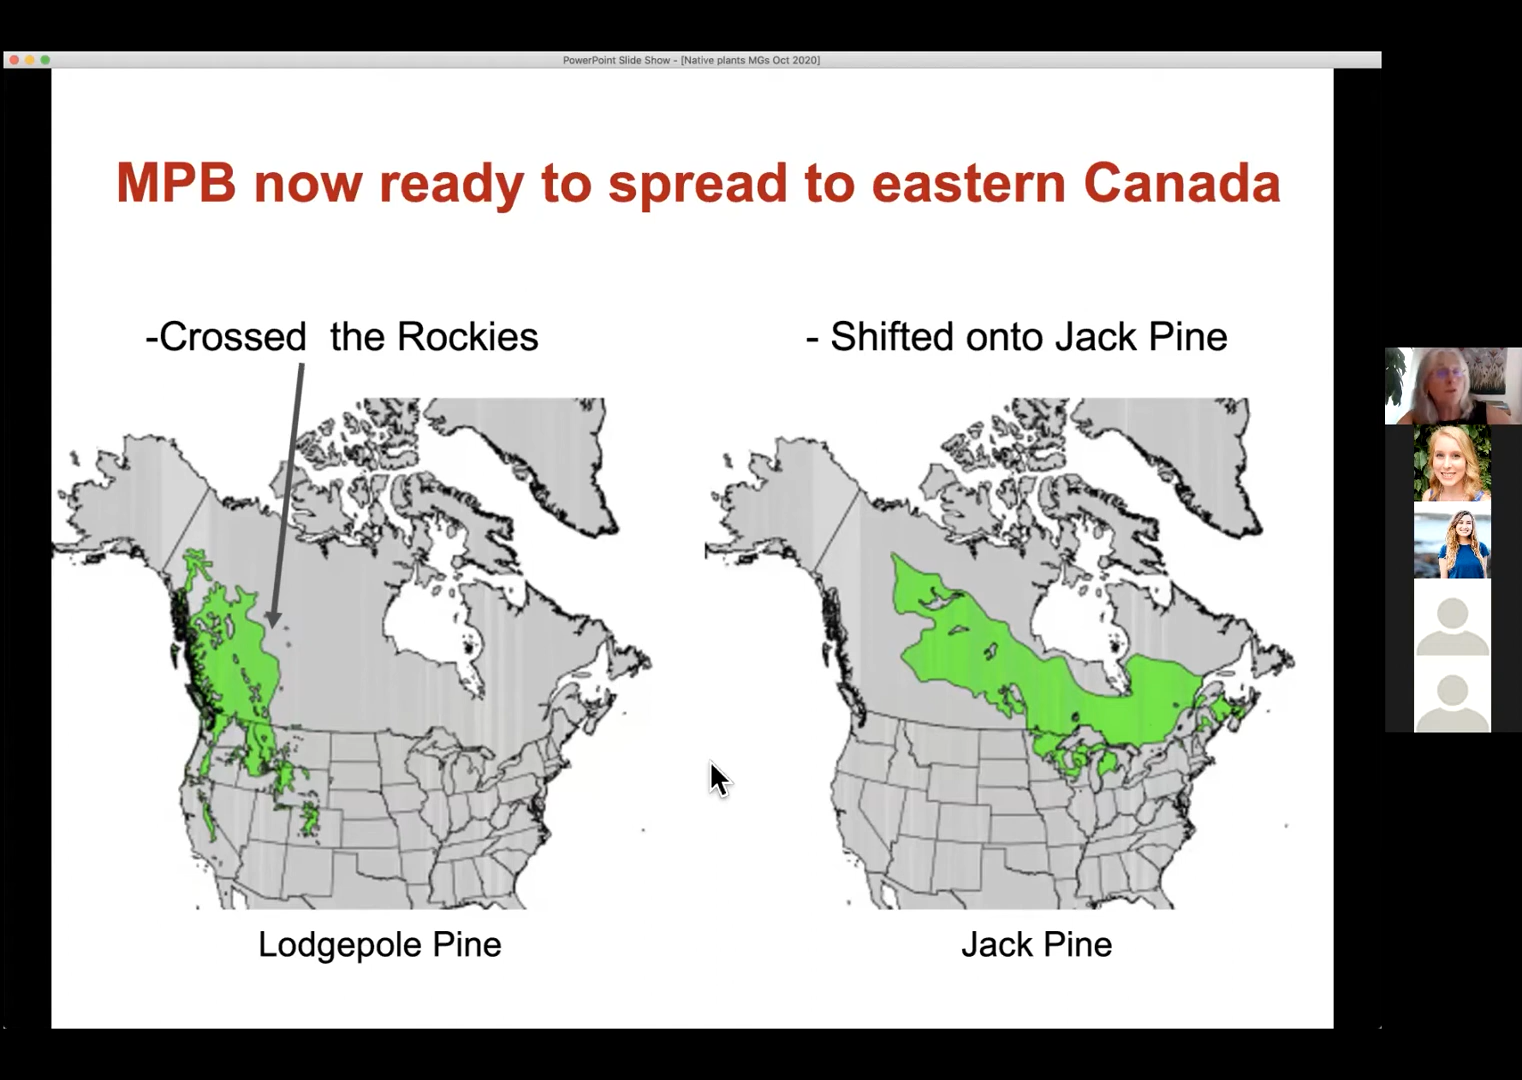 PowerPoint Slide Show - [Native plants MGs Oct 2020]
MPB now ready to spread to eastern Canada
-Crossed the Rockies
- Shifted onto Jack Pine
Lodgepole Pine
Jack Pine